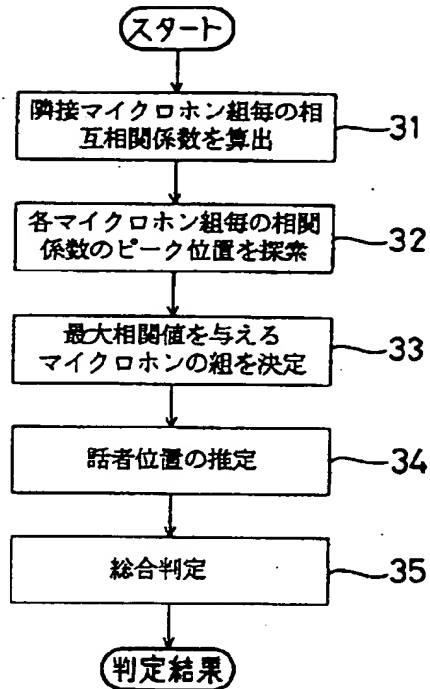 スタート
隣接マイクロホン組毎の相
互相関係数を算出
31
各マイクロホン組毎の相関
係数のピーク位置を探索
32
最大相関値を与える
マイクロホンの組を決定
33
話者位置の推定
34
総合判定
35
判定結果